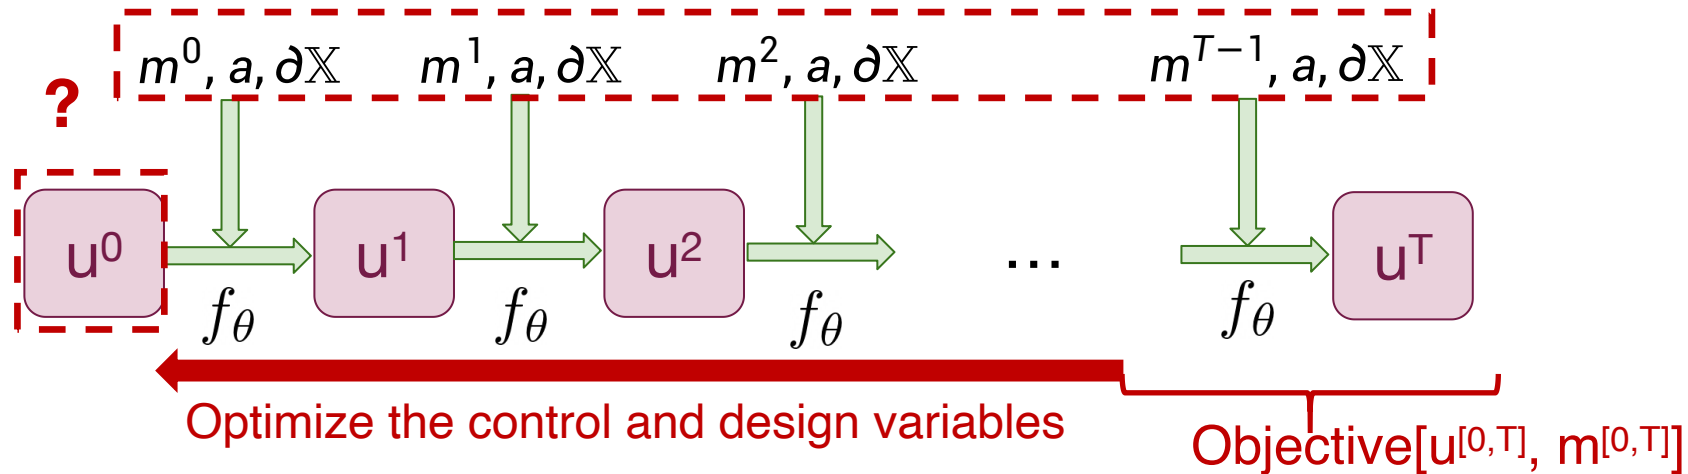 m⁰, a, ∂𝕏 m¹, a, ∂𝕏 m², a, ∂𝕏 mᵀ⁻¹, a, ∂𝕏
?
u⁰ u¹ u² ... uᵀ
f_θ f_θ f_θ f_θ
Optimize the control and design variables
Objective[u^[0,T], m^[0,T]]